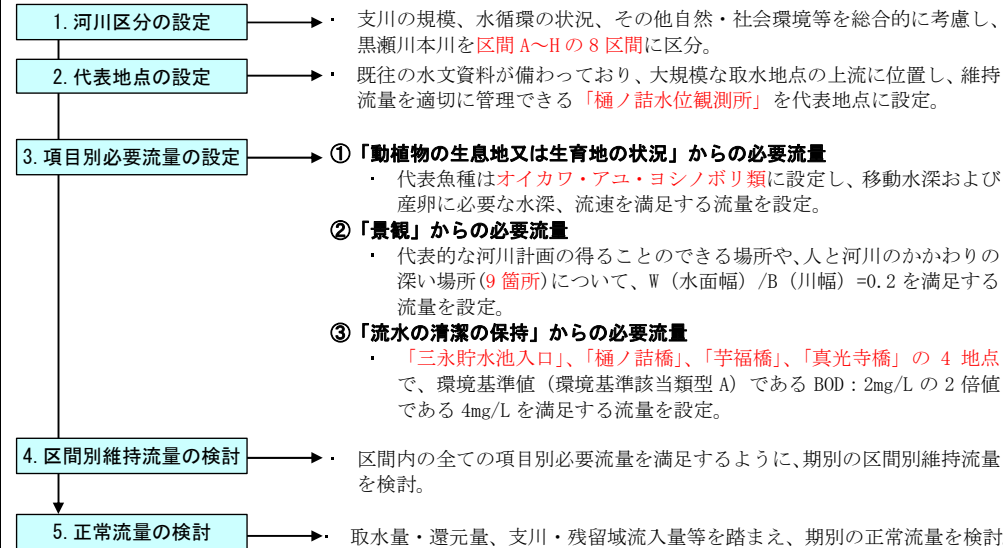 1. 河川区分の設定
・ 支川の規模、水循環の状況、その他自然・社会環境等を総合的に考慮し、
黒瀬川本川を区間 A～H の 8 区間に区分。
2. 代表地点の設定
・ 既往の水文資料が備わっており、大規模な取水地点の上流に位置し、維持
流量を適切に管理できる「樋ノ詰水位観測所」を代表地点に設定。
3. 項目別必要流量の設定
①「動植物の生息地又は生育地の状況」からの必要流量
・ 代表魚種はオイカワ・アユ・ヨシノボリ類に設定し、移動水深および
産卵に必要な水深、流速を満足する流量を設定。
②「景観」からの必要流量
・ 代表的な河川計画の得ることのできる場所や、人と河川のかかわりの
深い場所(9 箇所)について、W（水面幅）/B（川幅）=0.2 を満足する
流量を設定。
③「流水の清潔の保持」からの必要流量
・ 「三永貯水池入口」、「樋ノ詰橋」、「芋福橋」、「真光寺橋」の 4 地点
で、環境基準値（環境基準該当類型 A）である BOD：2mg/L の 2 倍値
である 4mg/L を満足する流量を設定。
4. 区間別維持流量の検討
・ 区間内の全ての項目別必要流量を満足するように、期別の区間別維持流量
を検討。
5. 正常流量の検討
・ 取水量・還元量、支川・残留域流入量等を踏まえ、期別の正常流量を検討